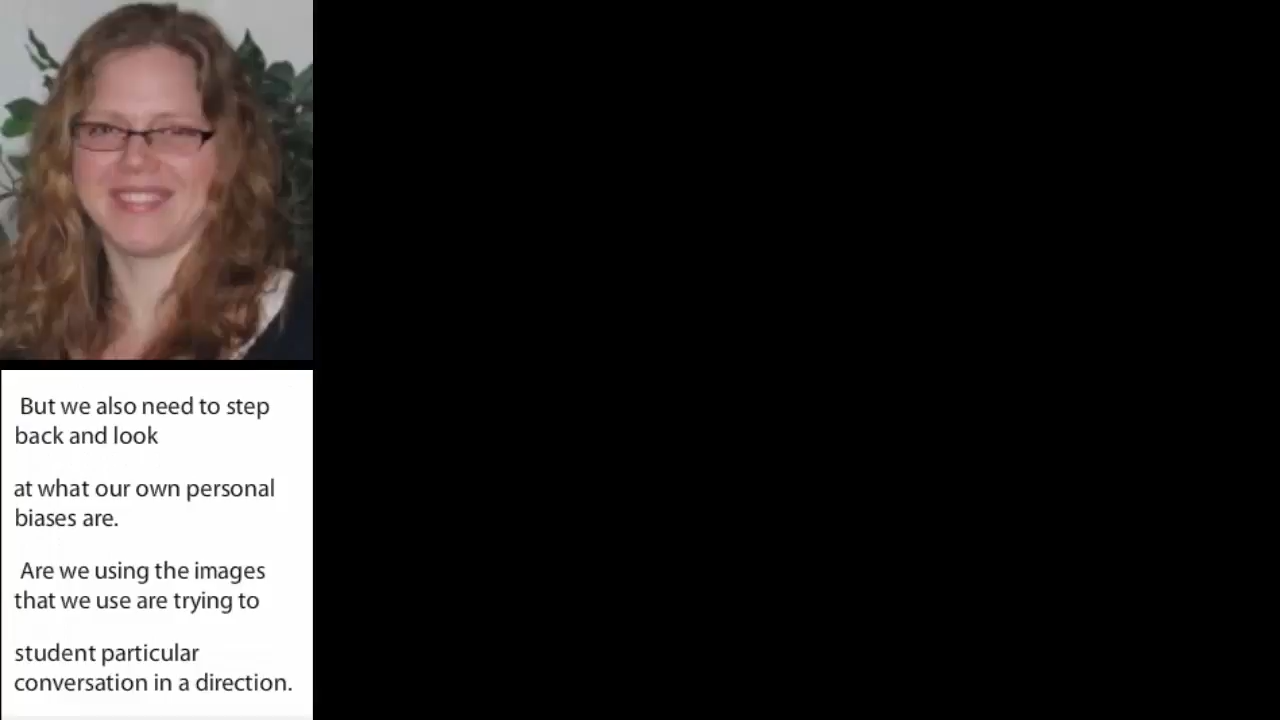 But we also need to step
back and look
at what our own personal
biases are.
Are we using the images
that we use are trying to
student particular
conversation in a direction.